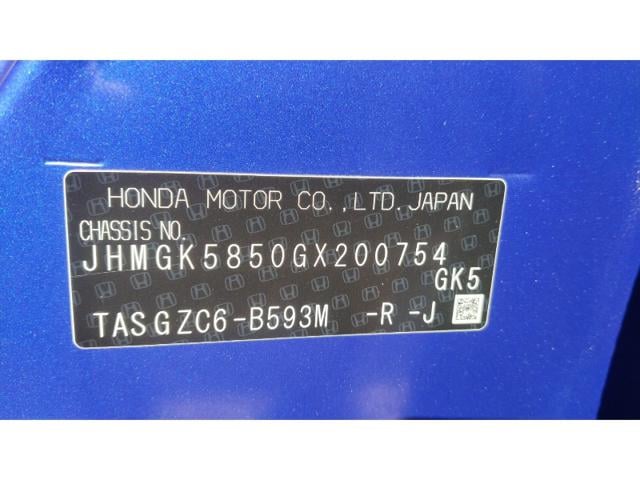 HONDA MOTOR CO.,LTD.JAPAN
CHASSIS NO.
JHMGK5850GX200754
GK5
TASGZC6-B593M -R -J